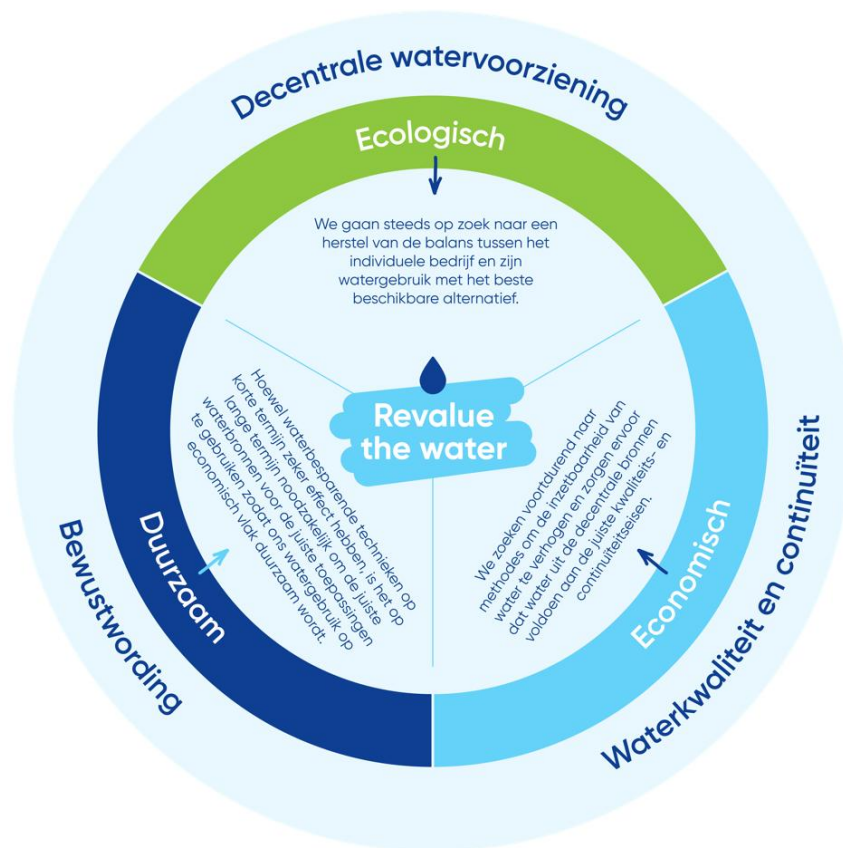 Decentrale watervoorziening
Ecologisch
We gaan steeds op zoek naar een
herstel van de balans tussen het
individuele bedrijf en zijn
watergebruik met het beste
beschikbare alternatief.
Revalue
the water
Waterkwaliteit en continuïteit
Economisch
We zoeken voortdurend naar
methodes om de inzetbaarheid van
water te verhogen en zorgen ervoor
dat water uit de decentrale bronnen
voldoen aan de juiste kwaliteits- en
continuïteitseisen.
Bewustwording
Duurzaam
Hoewel waterbesparende technieken op
korte termijn zeker effect hebben, is het op
lange termijn noodzakelijk om de juiste
waterbronnen voor de juiste toepassingen
te gebruiken zodat ons watergebruik op
economisch vlak duurzaam wordt.